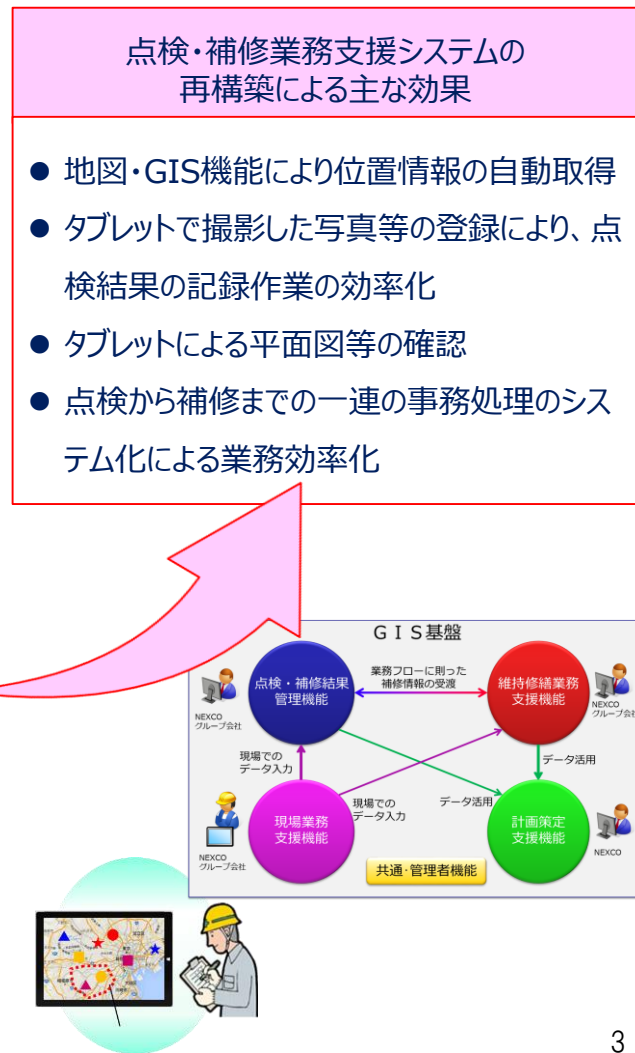 点検・補修業務支援システムの
再構築による主な効果
● 地図・GIS機能により位置情報の自動取得
● タブレットで撮影した写真等の登録により、点
検結果の記録作業の効率化
● タブレットによる平面図等の確認
● 点検から補修までの一連の事務処理のシス
テム化による業務効率化
ＧＩＳ基盤
点検・補修結果
管理機能
業務フローに則った
補修情報の受渡
維持修繕業務
支援機能
NEXCO
グループ会社
NEXCO
グループ会社
現場での
データ入力
データ活用
現場業務
支援機能
現場での
データ入力
データ活用
計画策定
支援機能
NEXCO
グループ会社
NEXCO
共通・管理者機能
3